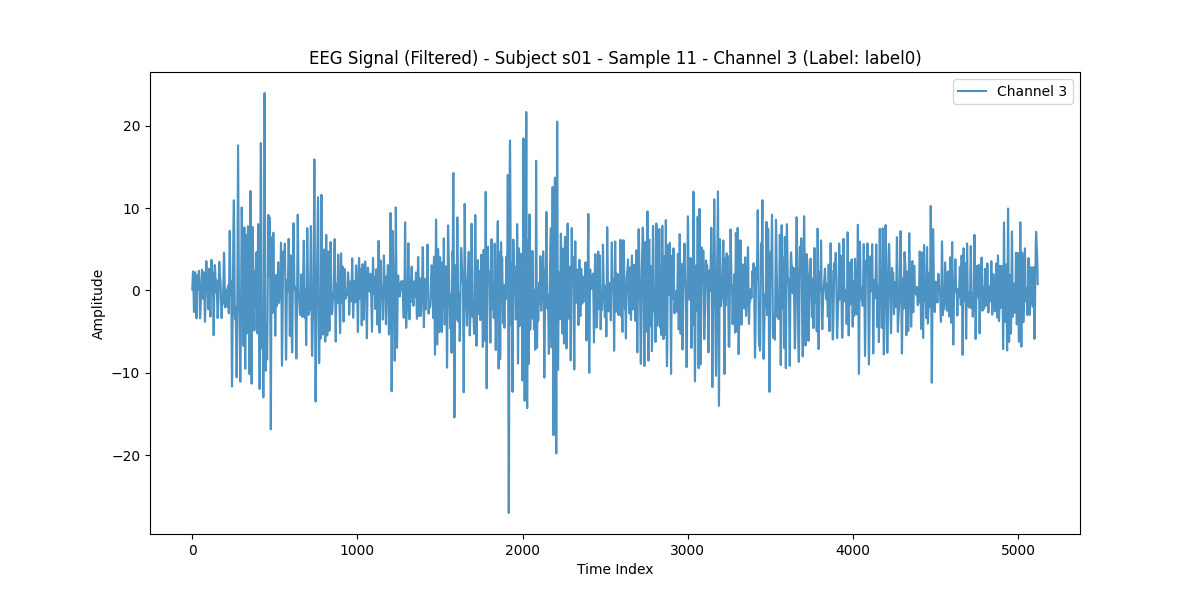 EEG Signal (Filtered) - Subject s01 - Sample 11 - Channel 3 (Label: label0)
Channel 3
20
10
0
−10
−20
Amplitude
0 1000 2000 3000 4000 5000
Time Index